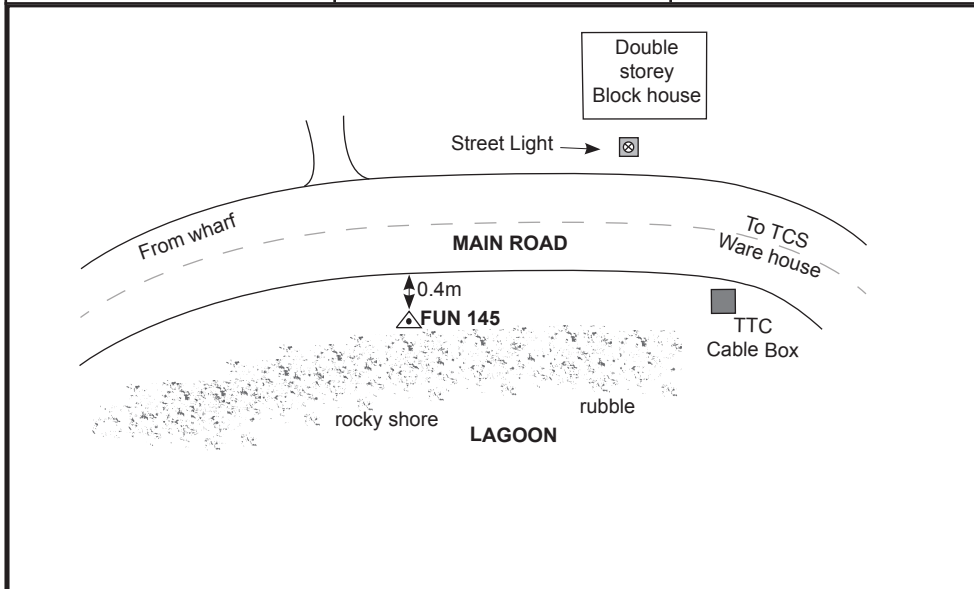 Double
storey
Block house
Street Light
From wharf
MAIN ROAD
To TCS
Ware house
0.4m
FUN 145
TTC
Cable Box
rocky shore
rubble
LAGOON